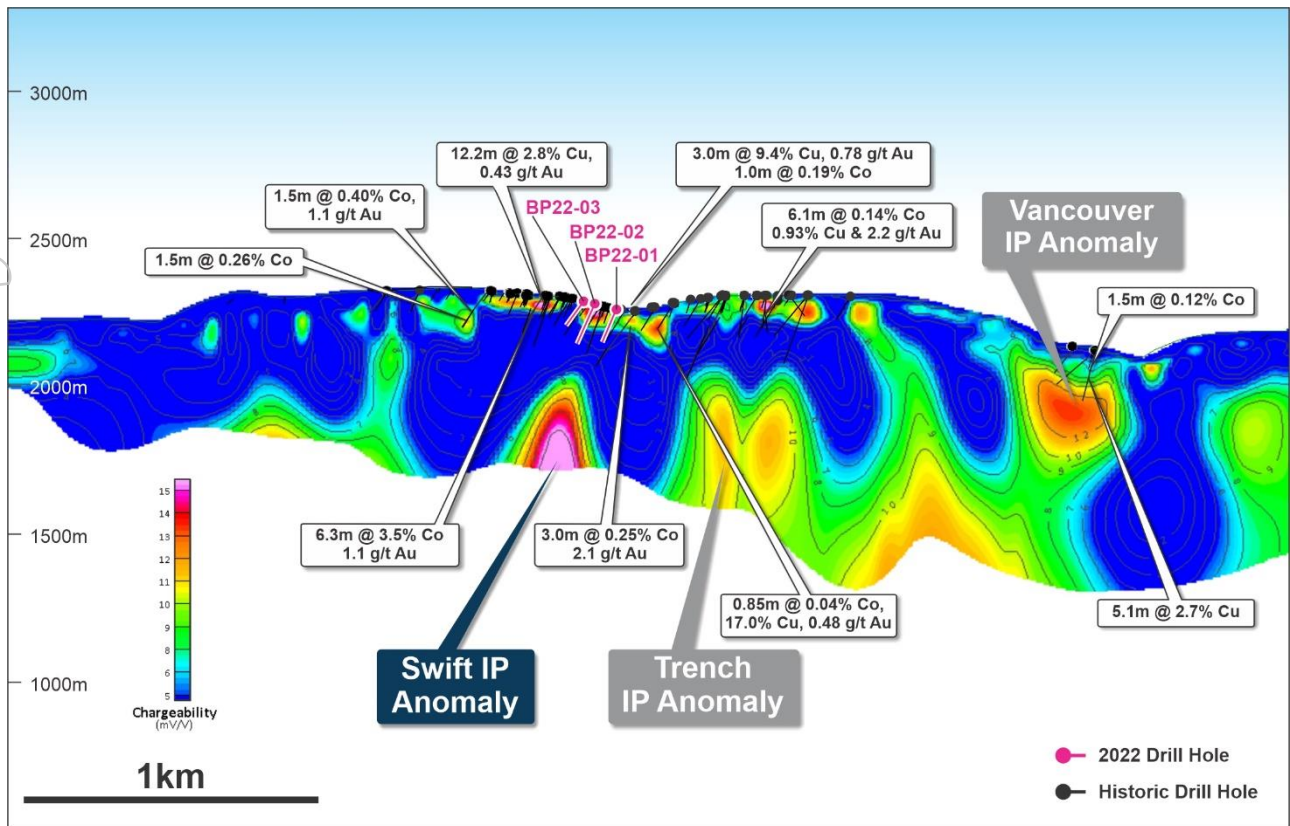 3000m
12.2m @ 2.8% Cu,
0.43 g/t Au
3.0m @ 9.4% Cu, 0.78 g/t Au
1.0m @ 0.19% Co
1.5m @ 0.40% Co,
1.1 g/t Au
BP22-03
BP22-02
BP22-01
6.1m @ 0.14% Co
0.93% Cu & 2.2 g/t Au
Vancouver
IP Anomaly
2500m
1.5m @ 0.26% Co
1.5m @ 0.12% Co
2000m
1500m
6.3m @ 3.5% Co
1.1 g/t Au
3.0m @ 0.25% Co
2.1 g/t Au
0.85m @ 0.04% Co,
17.0% Cu, 0.48 g/t Au
5.1m @ 2.7% Cu
15
14
13
12
11
10
9
8
6
5
Chargeability
(mV/V)
1000m
Swift IP
Anomaly
Trench
IP Anomaly
1km
2022 Drill Hole
Historic Drill Hole